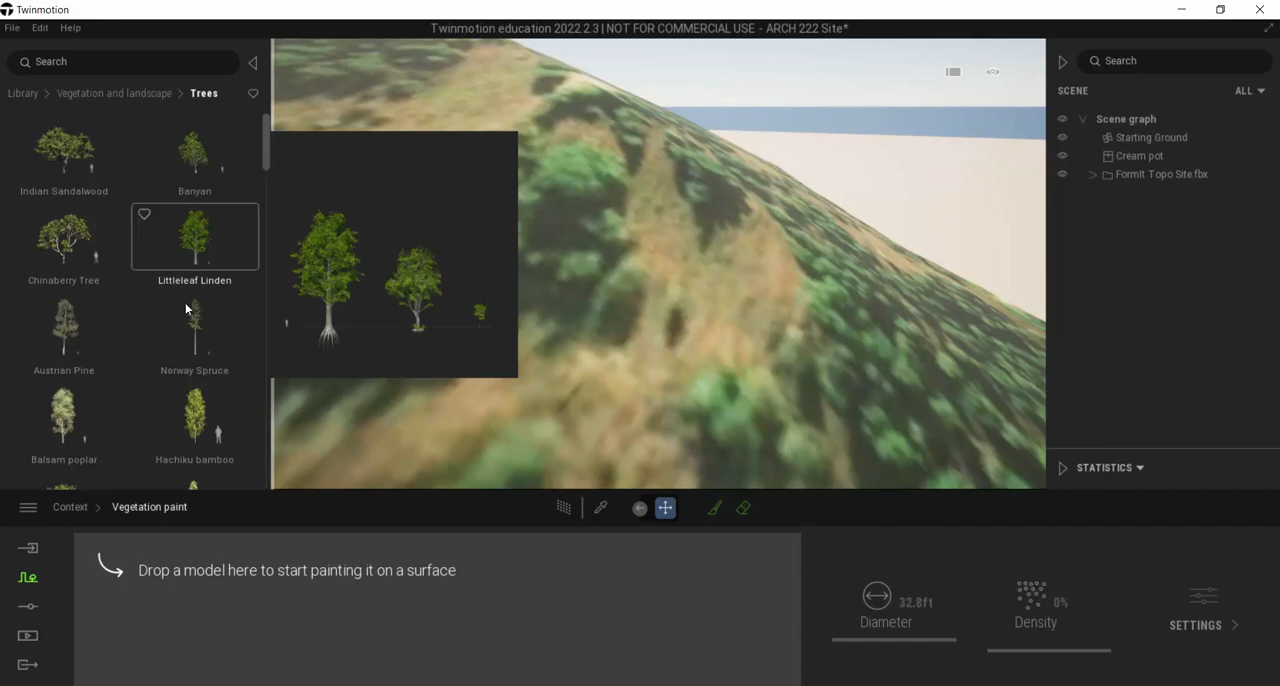 Twinmotion
File Edit Help
Twinmotion education 2022.2.3 | NOT FOR COMMERCIAL USE - ARCH 222 Site*
Search
Library > Vegetation and landscape > Trees
Indian Sandalwood
Banyan
Chinaberry Tree
Littleleaf Linden
Austrian Pine
Norway Spruce
Balsam poplar
Hachiku bamboo
Search
SCENE
ALL
Scene graph
Starting Ground
Cream pot
FormIt Topo Site.fbx
STATISTICS
Context > Vegetation paint
Drop a model here to start painting it on a surface
32.8ft
Diameter
0%
Density
SETTINGS >